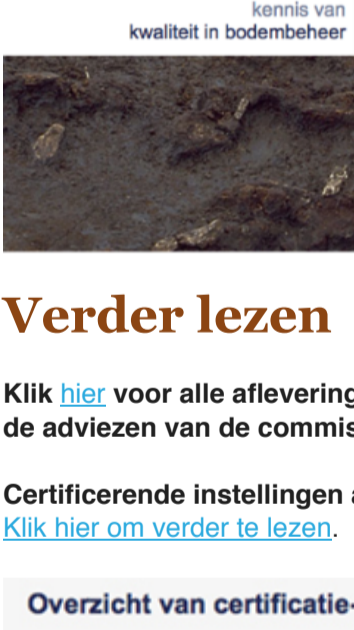 kennis van
kwaliteit in bodembeheer
Verder lezen
Klik hier voor alle aflevering
de adviezen van de commis
Certificerende instellingen a
Klik hier om verder te lezen.
Overzicht van certificatie-